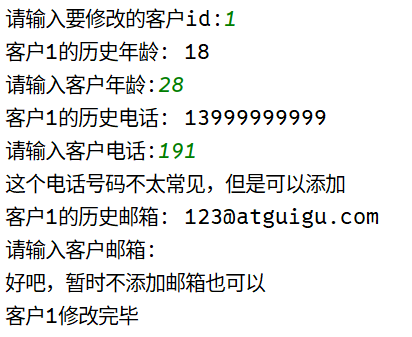 请输入要修改的客户id:1
客户1的历史年龄: 18
请输入客户年龄:28
客户1的历史电话: 13999999999
请输入客户电话:191
这个电话号码不太常见，但是可以添加
客户1的历史邮箱: 123@atguigu.com
请输入客户邮箱:
好吧，暂时不添加邮箱也可以
客户1修改完毕